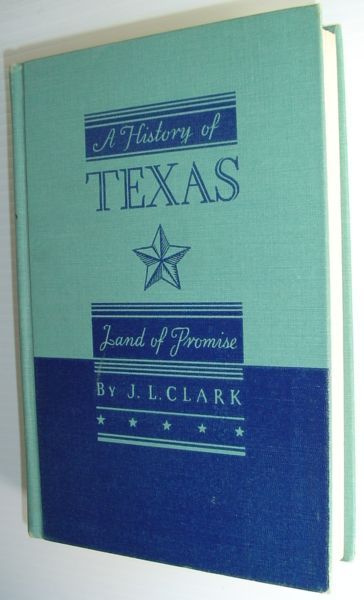 A History of
TEXAS
Land of Promise
By J. L. CLARK